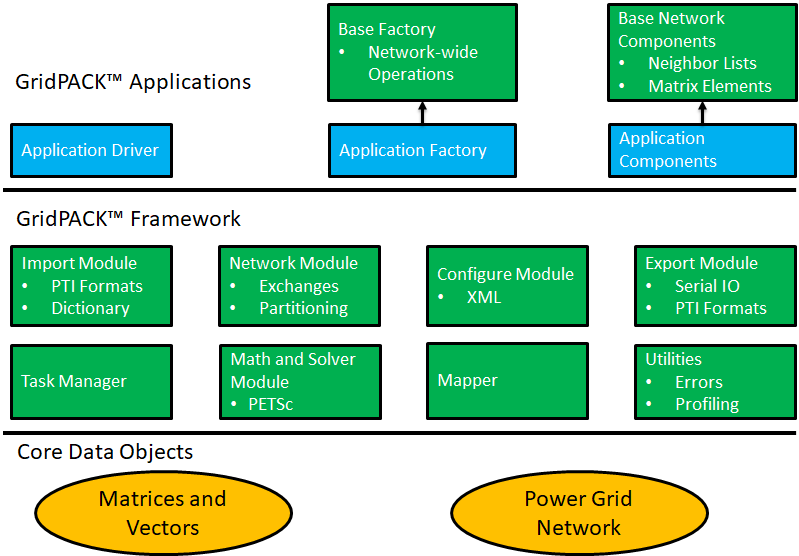 GridPACK™ Applications
Base Factory
• Network-wide
Operations
Base Network
Components
• Neighbor Lists
• Matrix Elements
Application Driver
Application Factory
Application
Components
GridPACK™ Framework
Import Module
• PTI Formats
• Dictionary
Network Module
• Exchanges
• Partitioning
Configure Module
• XML
Export Module
• Serial IO
• PTI Formats
Task Manager
Math and Solver
Module
• PETSc
Mapper
Utilities
• Errors
• Profiling
Core Data Objects
Matrices and
Vectors
Power Grid
Network